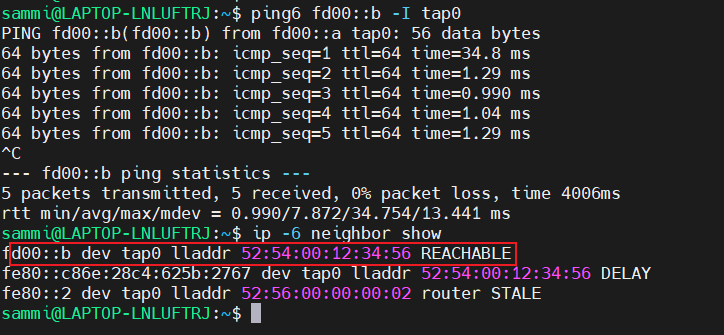 sammi@LAPTOP-LNLUFTRJ:~$ ping6 fd00::b -I tap0
PING fd00::b(fd00::b) from fd00::a tap0: 56 data bytes
64 bytes from fd00::b: icmp_seq=1 ttl=64 time=34.8 ms
64 bytes from fd00::b: icmp_seq=2 ttl=64 time=1.29 ms
64 bytes from fd00::b: icmp_seq=3 ttl=64 time=0.990 ms
64 bytes from fd00::b: icmp_seq=4 ttl=64 time=1.04 ms
64 bytes from fd00::b: icmp_seq=5 ttl=64 time=1.29 ms
^C
--- fd00::b ping statistics ---
5 packets transmitted, 5 received, 0% packet loss, time 4006ms
rtt min/avg/max/mdev = 0.990/7.872/34.754/13.441 ms
sammi@LAPTOP-LNLUFTRJ:~$ ip -6 neighbor show
fd00::b dev tap0 lladdr 52:54:00:12:34:56 REACHABLE
fe80::c86e:28c4:625b:2767 dev tap0 lladdr 52:54:00:12:34:56 DELAY
fe80::2 dev tap0 lladdr 52:56:00:00:00:02 router STALE
sammi@LAPTOP-LNLUFTRJ:~$